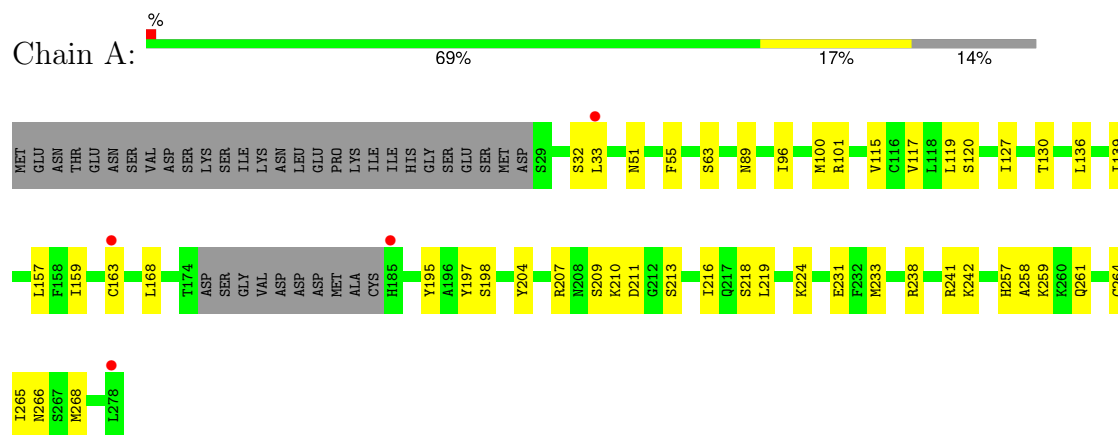 %
Chain A:
69% 17% 14%
MET GLU ASN THR GLU ASN SER VAL ASP SER LYS SER ILE LYS ASN LEU GLU PRO LYS ILE ILE HIS GLY SER GLU SER MET ASP S29 S32 L33 N51 F55 S63 N89 I96 M100 R101 V115 C116 V117 L118 L119 S120 I127 T130 L136 I139
L157 F158 I159 C163 L168 T174 ASP SER GLY VAL ASP ASP ASP MET ALA CYS H185 Y195 A196 Y197 S198 Y204 R207 N208 S209 K210 D211 G212 S213 I216 Q217 S218 L219 K224 E231 F232 M233 R238 R241 K242 H257 A258 K259 K260 Q261
I265 N266 S267 M268 L278